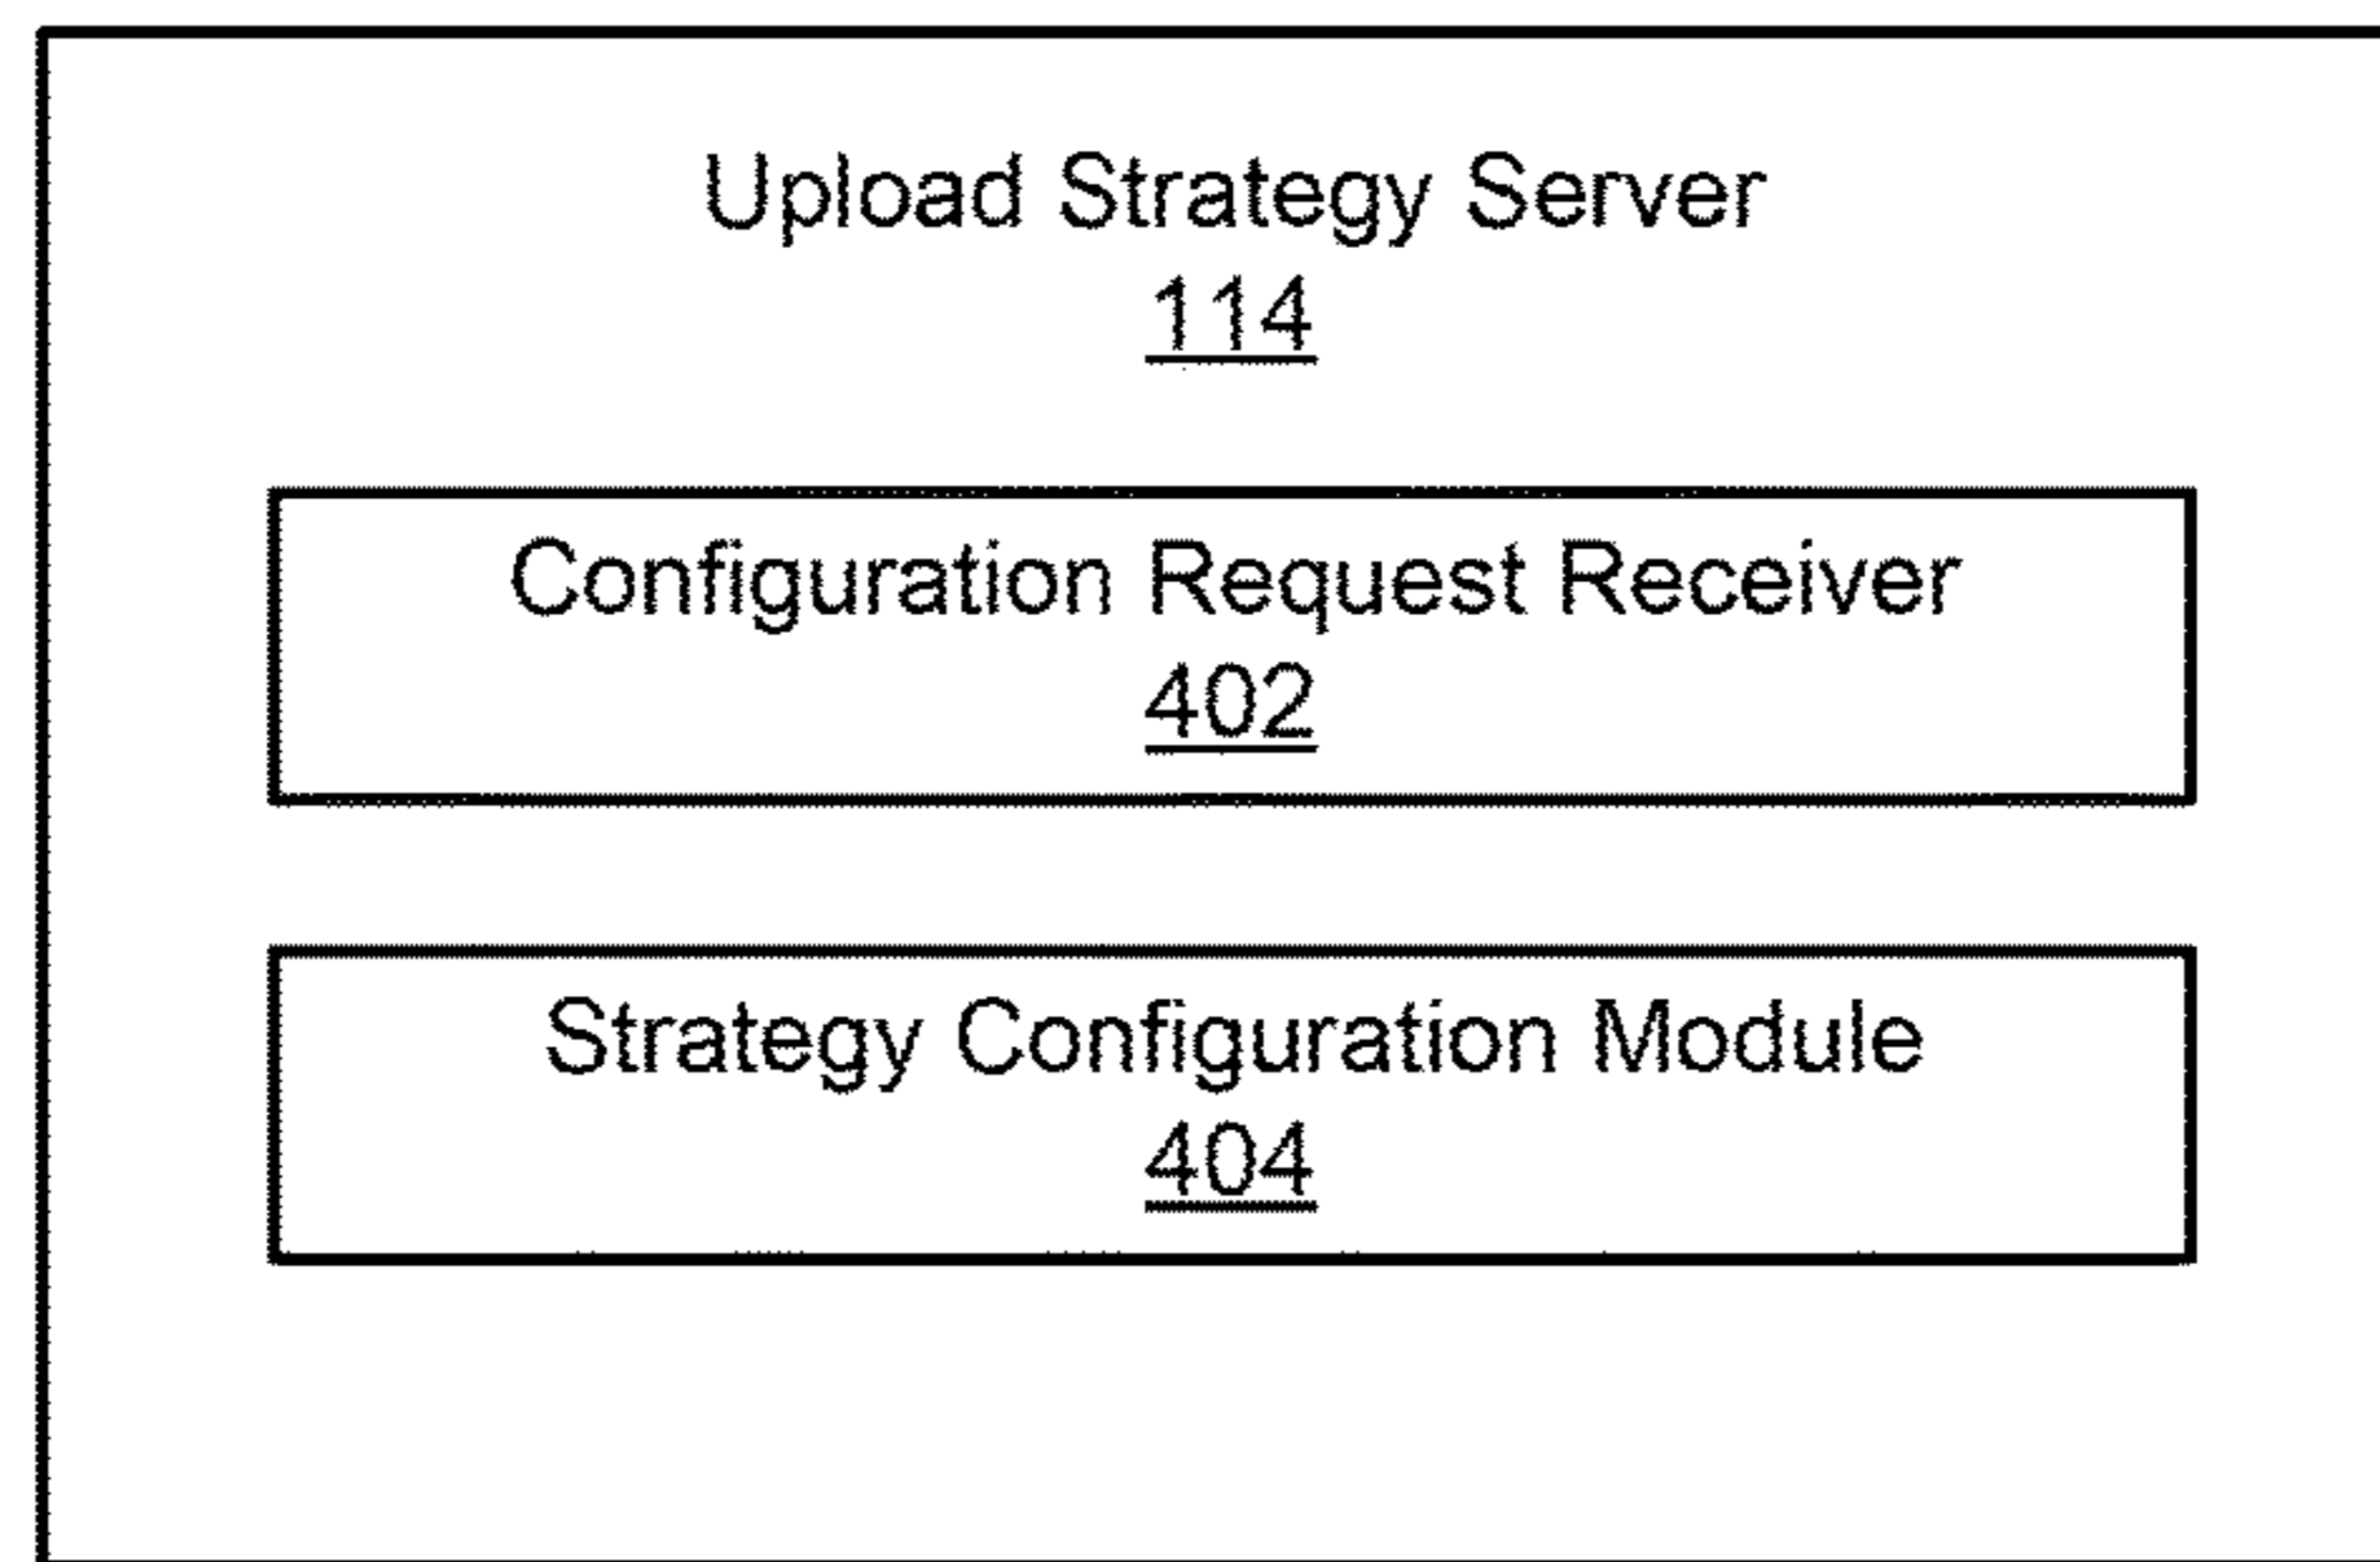 Upload Strategy Server
114
Configuration Request Receiver
402
Strategy Configuration Module
404